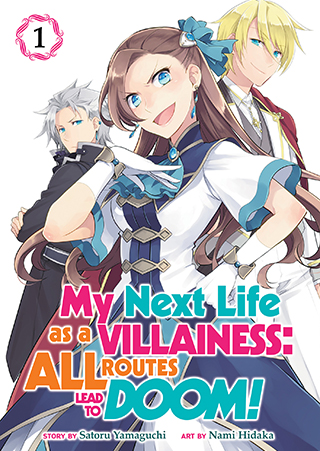 1
My Next Life
as a VILLAINESS:
ALL ROUTES
LEAD TO DOOM!
STORY BY Satoru Yamaguchi ART BY Nami Hidaka